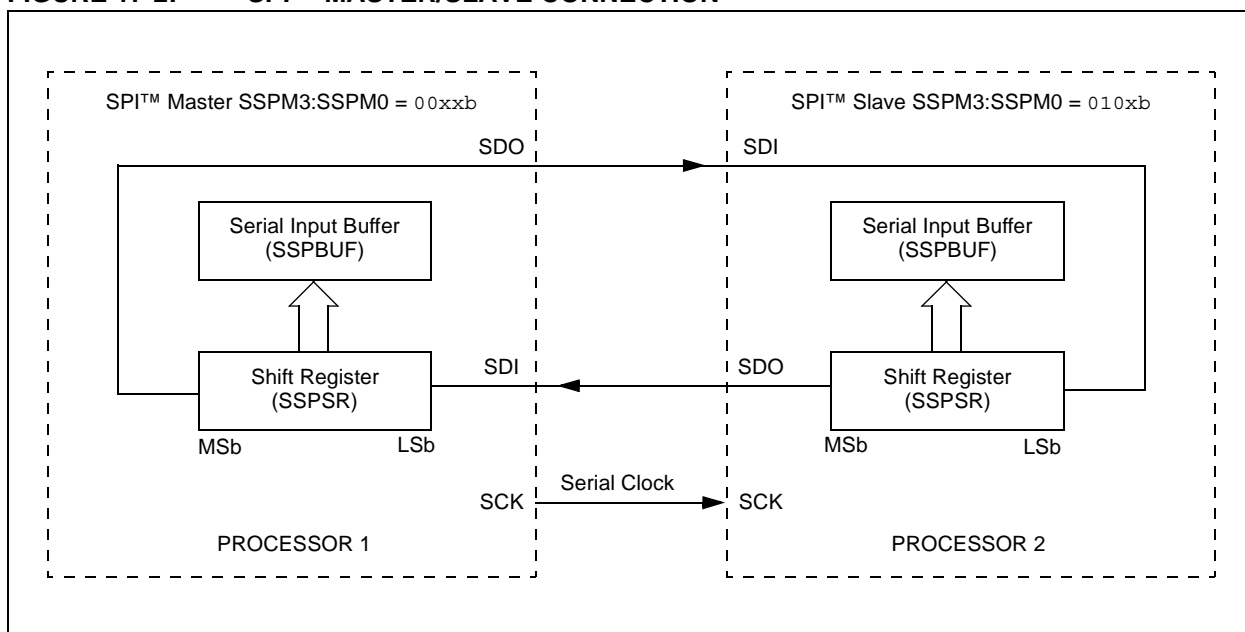 SPI™ Master SSPM3:SSPM0 = 00xxb
SPI™ Slave SSPM3:SSPM0 = 010xb
SDO
SDI
Serial Input Buffer
(SSPBUF)
Serial Input Buffer
(SSPBUF)
SDI
SDO
Shift Register
(SSPSR)
Shift Register
(SSPSR)
MSb
LSb
MSb
LSb
Serial Clock
SCK
SCK
PROCESSOR 1
PROCESSOR 2